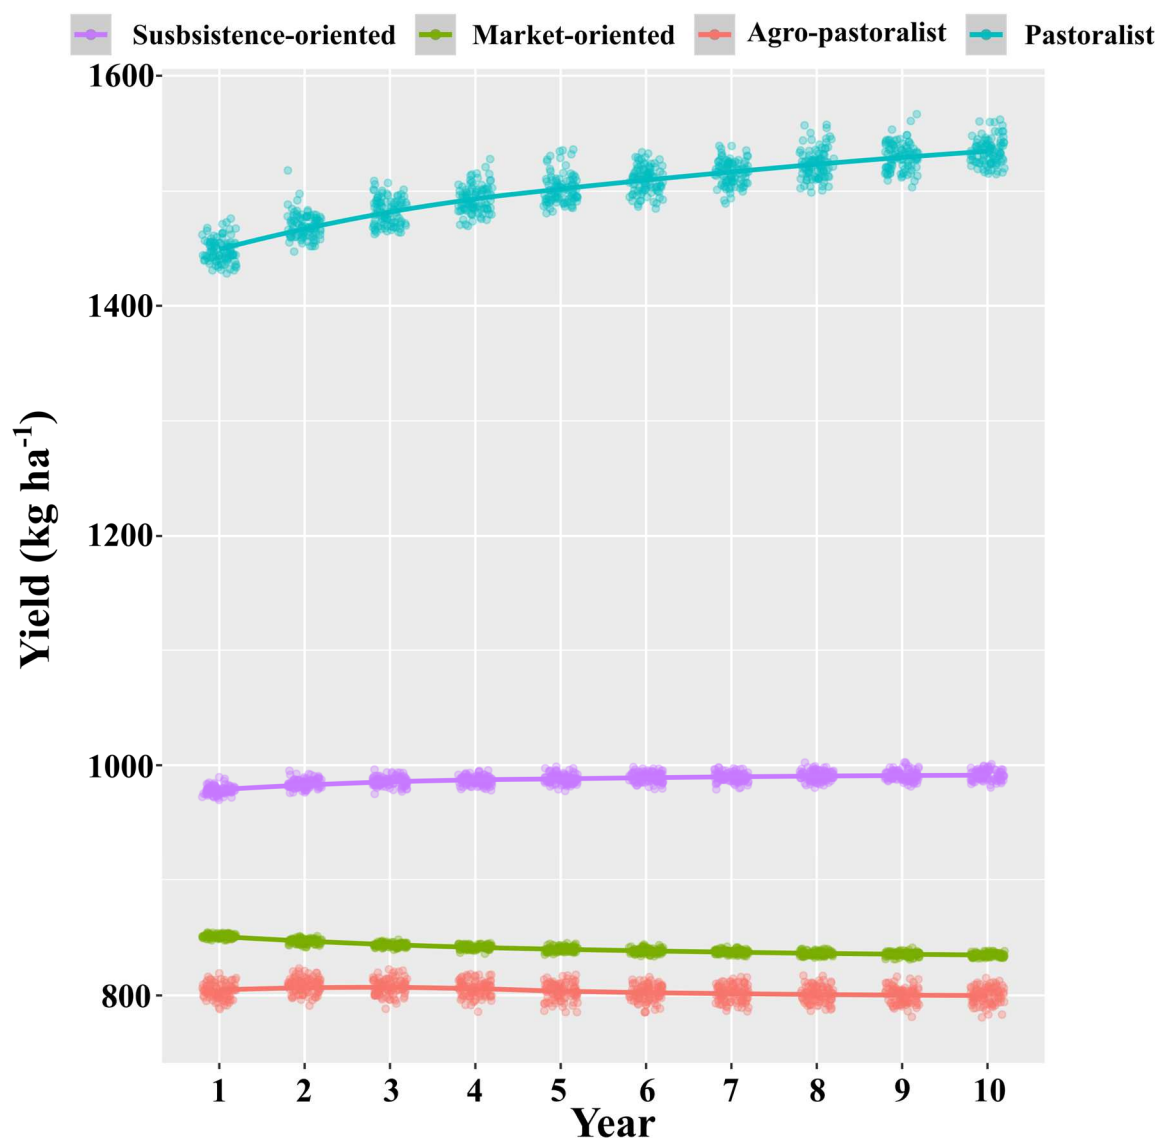 Susbsistence-oriented Market-oriented Agro-pastoralist Pastoralist
1600
1400
1200
1000
800
Yield (kg ha-1)
1 2 3 4 5 6 7 8 9 10
Year